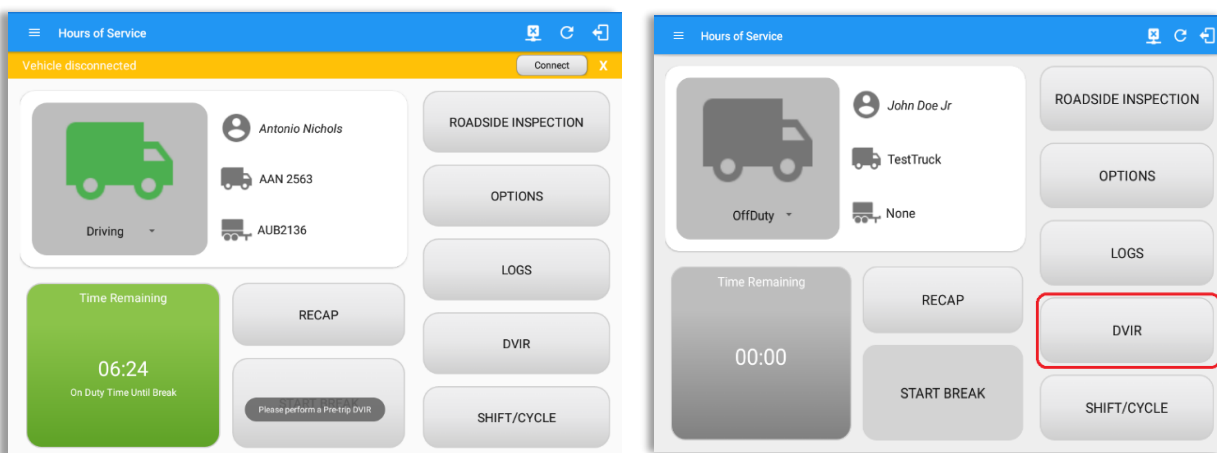 Hours of Service
Vehicle disconnected
Connect
X
Antonio Nichols
AAN 2563
AUB2136
Driving
ROADSIDE INSPECTION
OPTIONS
LOGS
DVIR
SHIFT/CYCLE
Time Remaining
06:24
On Duty Time Until Break
RECAP
START BREAK
Please perform a Pre-trip DVIR
Hours of Service
John Doe Jr
TestTruck
None
OffDuty
ROADSIDE INSPECTION
OPTIONS
LOGS
DVIR
SHIFT/CYCLE
Time Remaining
00:00
RECAP
START BREAK